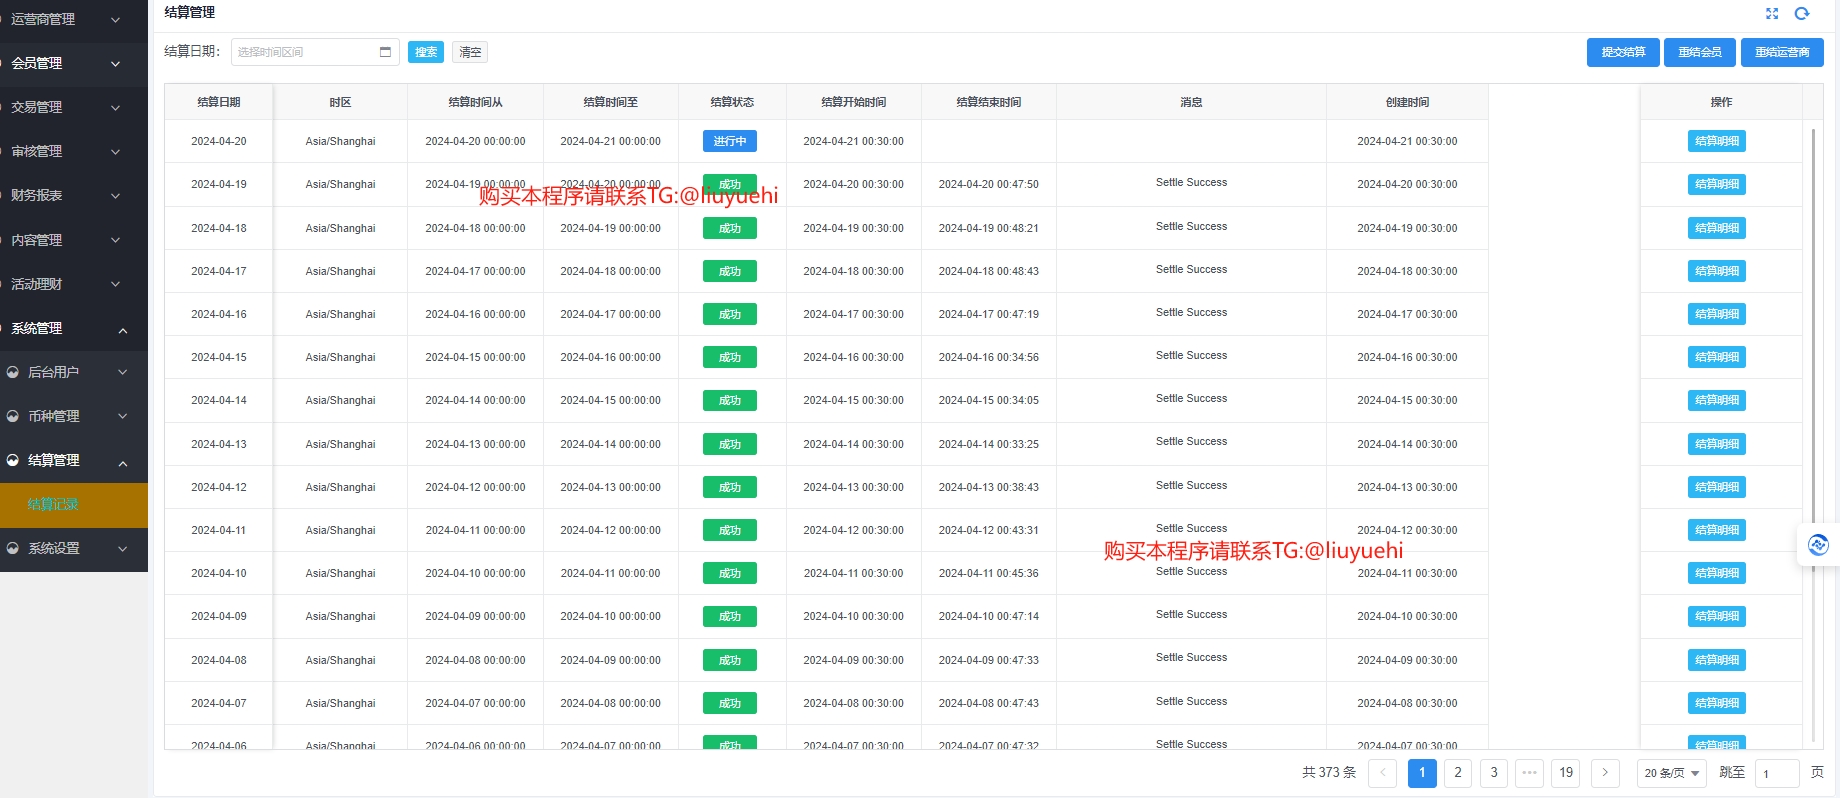 结算管理
运营商管理
会员管理
交易管理
审核管理
财务报表
内容管理
活动理财
系统管理
后台用户
币种管理
结算管理
结算记录
系统设置
结算日期： 选择时间区间 搜索 清空 提交结算 重结会员 重结运营商
结算日期 时区 结算时间从 结算时间至 结算状态 结算开始时间 结算结束时间 消息 创建时间 操作
2024-04-20 Asia/Shanghai 2024-04-20 00:00:00 2024-04-21 00:00:00 进行中 2024-04-21 00:30:00 2024-04-21 00:30:00 结算明细
2024-04-19 Asia/Shanghai 2024-04-19 00:00:00 2024-04-20 00:00:00 成功 2024-04-20 00:30:00 2024-04-20 00:47:50 Settle Success 2024-04-20 00:30:00 结算明细
购买本程序请联系TG:@liuyuehi
2024-04-18 Asia/Shanghai 2024-04-18 00:00:00 2024-04-19 00:00:00 成功 2024-04-19 00:30:00 2024-04-19 00:48:21 Settle Success 2024-04-19 00:30:00 结算明细
2024-04-17 Asia/Shanghai 2024-04-17 00:00:00 2024-04-18 00:00:00 成功 2024-04-18 00:30:00 2024-04-18 00:48:43 Settle Success 2024-04-18 00:30:00 结算明细
2024-04-16 Asia/Shanghai 2024-04-16 00:00:00 2024-04-17 00:00:00 成功 2024-04-17 00:30:00 2024-04-17 00:47:19 Settle Success 2024-04-17 00:30:00 结算明细
2024-04-15 Asia/Shanghai 2024-04-15 00:00:00 2024-04-16 00:00:00 成功 2024-04-16 00:30:00 2024-04-16 00:34:56 Settle Success 2024-04-16 00:30:00 结算明细
2024-04-14 Asia/Shanghai 2024-04-14 00:00:00 2024-04-15 00:00:00 成功 2024-04-15 00:30:00 2024-04-15 00:34:05 Settle Success 2024-04-15 00:30:00 结算明细
2024-04-13 Asia/Shanghai 2024-04-13 00:00:00 2024-04-14 00:00:00 成功 2024-04-14 00:30:00 2024-04-14 00:33:25 Settle Success 2024-04-14 00:30:00 结算明细
2024-04-12 Asia/Shanghai 2024-04-12 00:00:00 2024-04-13 00:00:00 成功 2024-04-13 00:30:00 2024-04-13 00:38:43 Settle Success 2024-04-13 00:30:00 结算明细
2024-04-11 Asia/Shanghai 2024-04-11 00:00:00 2024-04-12 00:00:00 成功 2024-04-12 00:30:00 2024-04-12 00:43:31 Settle Success 2024-04-12 00:30:00 结算明细
购买本程序请联系TG:@liuyuehi
2024-04-10 Asia/Shanghai 2024-04-10 00:00:00 2024-04-11 00:00:00 成功 2024-04-11 00:30:00 2024-04-11 00:45:36 Settle Success 2024-04-11 00:30:00 结算明细
2024-04-09 Asia/Shanghai 2024-04-09 00:00:00 2024-04-10 00:00:00 成功 2024-04-10 00:30:00 2024-04-10 00:47:14 Settle Success 2024-04-10 00:30:00 结算明细
2024-04-08 Asia/Shanghai 2024-04-08 00:00:00 2024-04-09 00:00:00 成功 2024-04-09 00:30:00 2024-04-09 00:47:33 Settle Success 2024-04-09 00:30:00 结算明细
2024-04-07 Asia/Shanghai 2024-04-07 00:00:00 2024-04-08 00:00:00 成功 2024-04-08 00:30:00 2024-04-08 00:47:43 Settle Success 2024-04-08 00:30:00 结算明细
2024-04-06 Asia/Shanghai 2024-04-06 00:00:00 2024-04-07 00:00:00 成功 2024-04-07 00:30:00 2024-04-07 00:47:32 Settle Success 2024-04-07 00:30:00 结算明细
共 373 条 1 2 3 ••• 19 20 条/页 跳至 1 页